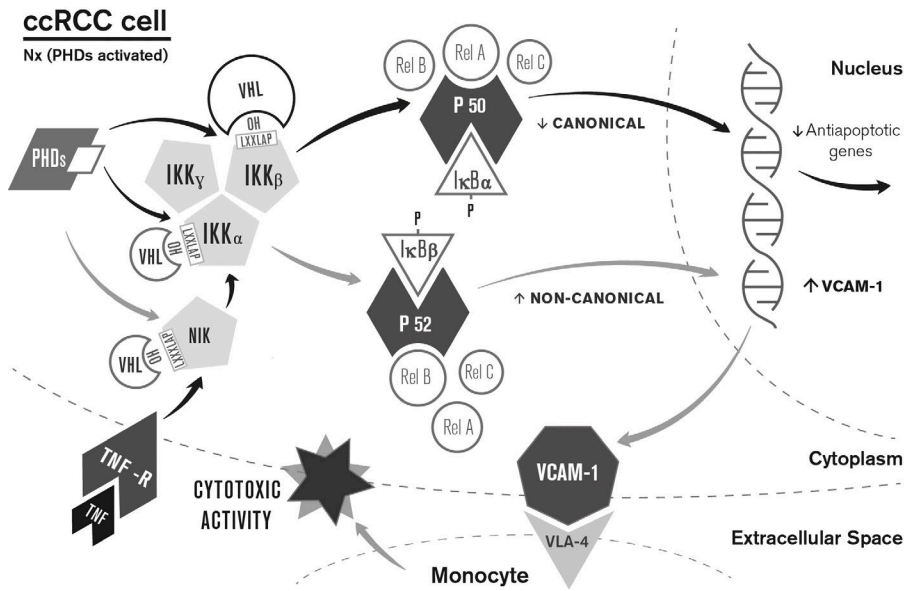 ccRCC cell
Nx (PHDs activated)
Rel B
Rel A
Rel C
Nucleus
VHL
P 50
OH
LXXLAP
↓ CANONICAL
↓ Antiapoptotic
genes
PHDs
IKKγ
IKKβ
IκBα
P
VHL
OH
LXXLAP
IKKα
P
IκBβ
↑ NON-CANONICAL
↑ VCAM-1
P 52
NIK
VHL
OH
LXXXLAP
Rel B
Rel C
Rel A
TNF -R
TNF
CYTOTOXIC
ACTIVITY
VCAM-1
Cytoplasm
VLA-4
Extracellular Space
Monocyte